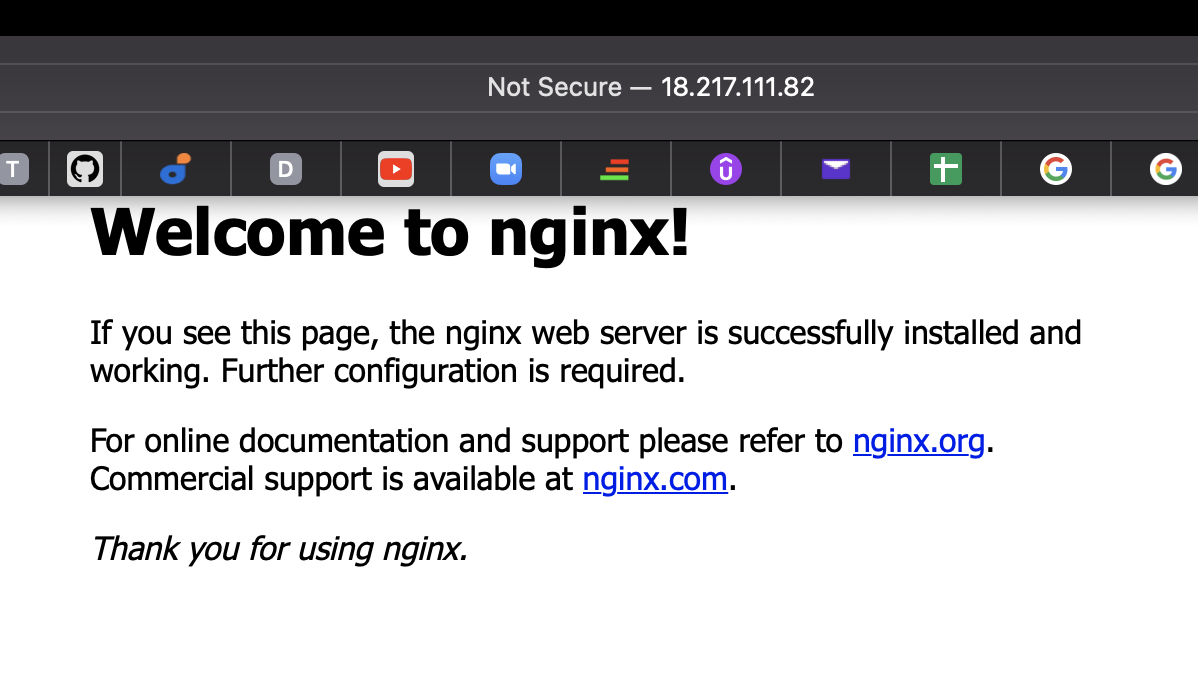 Not Secure — 18.217.111.82
T
D
Welcome to nginx!
If you see this page, the nginx web server is successfully installed and
working. Further configuration is required.
For online documentation and support please refer to nginx.org.
Commercial support is available at nginx.com.
Thank you for using nginx.